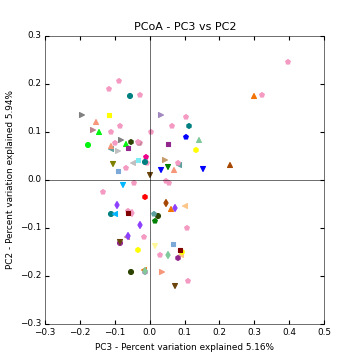 PCoA - PC3 vs PC2
0.3
0.2
0.1
0.0
−0.1
−0.2
−0.3
PC2 - Percent variation explained 5.94%
−0.3 −0.2 −0.1 0.0 0.1 0.2 0.3 0.4 0.5
PC3 - Percent variation explained 5.16%